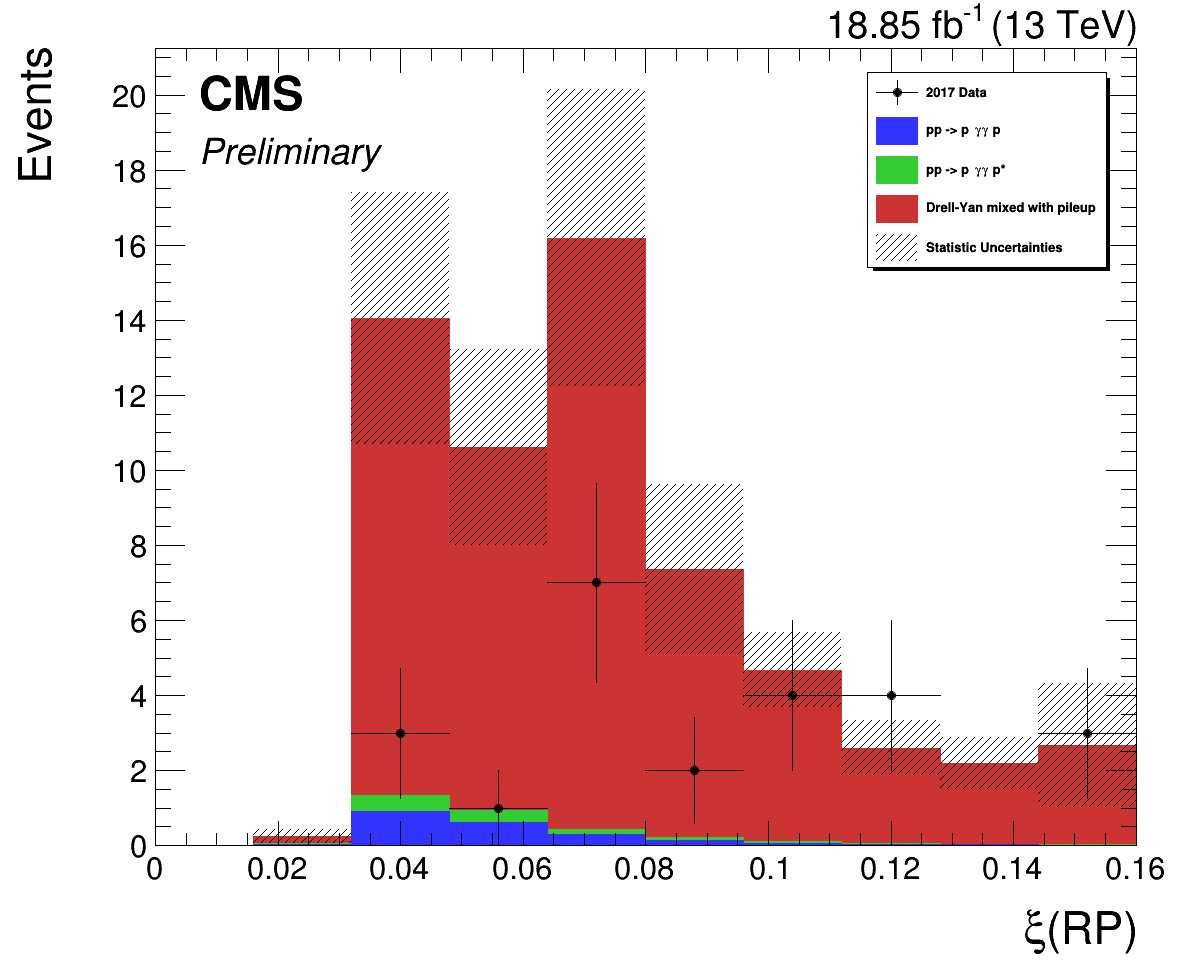 18.85 fb⁻¹ (13 TeV)
Events
CMS
Preliminary
2017 Data
pp -> p γγ p
pp -> p γγ p*
Drell-Yan mixed with pileup
Statistic Uncertainties
20
18
16
14
12
10
8
6
4
2
0
0 0.02 0.04 0.06 0.08 0.1 0.12 0.14 0.16
ξ(RP)